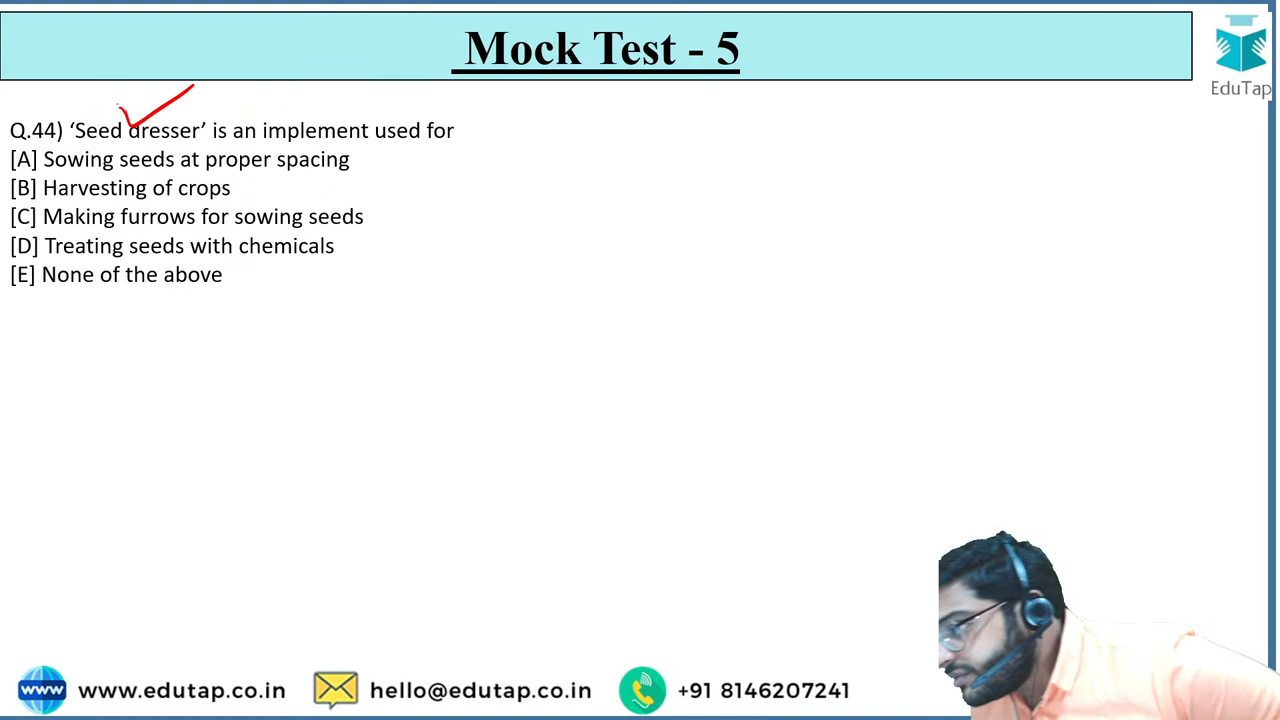 Mock Test - 5
EduTap
Q.44) ‘Seed dresser’ is an implement used for
[A] Sowing seeds at proper spacing
[B] Harvesting of crops
[C] Making furrows for sowing seeds
[D] Treating seeds with chemicals
[E] None of the above
www www.edutap.co.in hello@edutap.co.in +91 8146207241